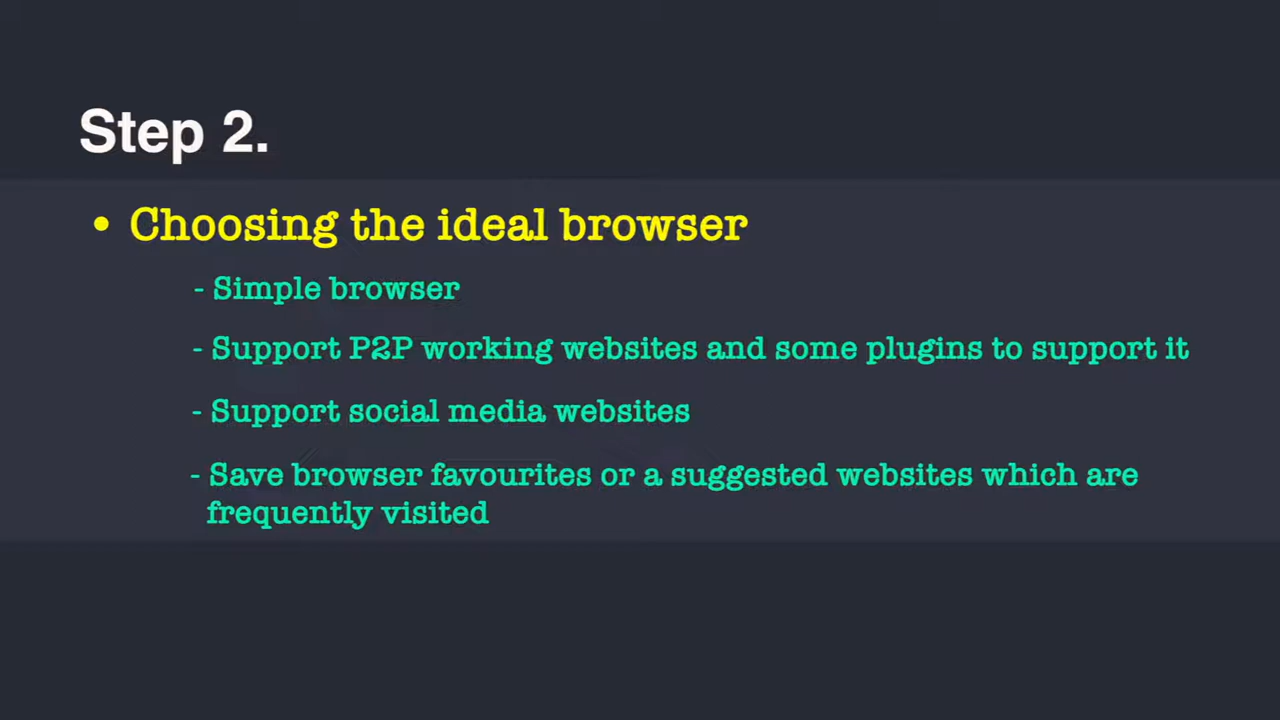 Step 2.
• Choosing the ideal browser
- Simple browser
- Support P2P working websites and some plugins to support it
- Support social media websites
- Save browser favourites or a suggested websites which are
frequently visited